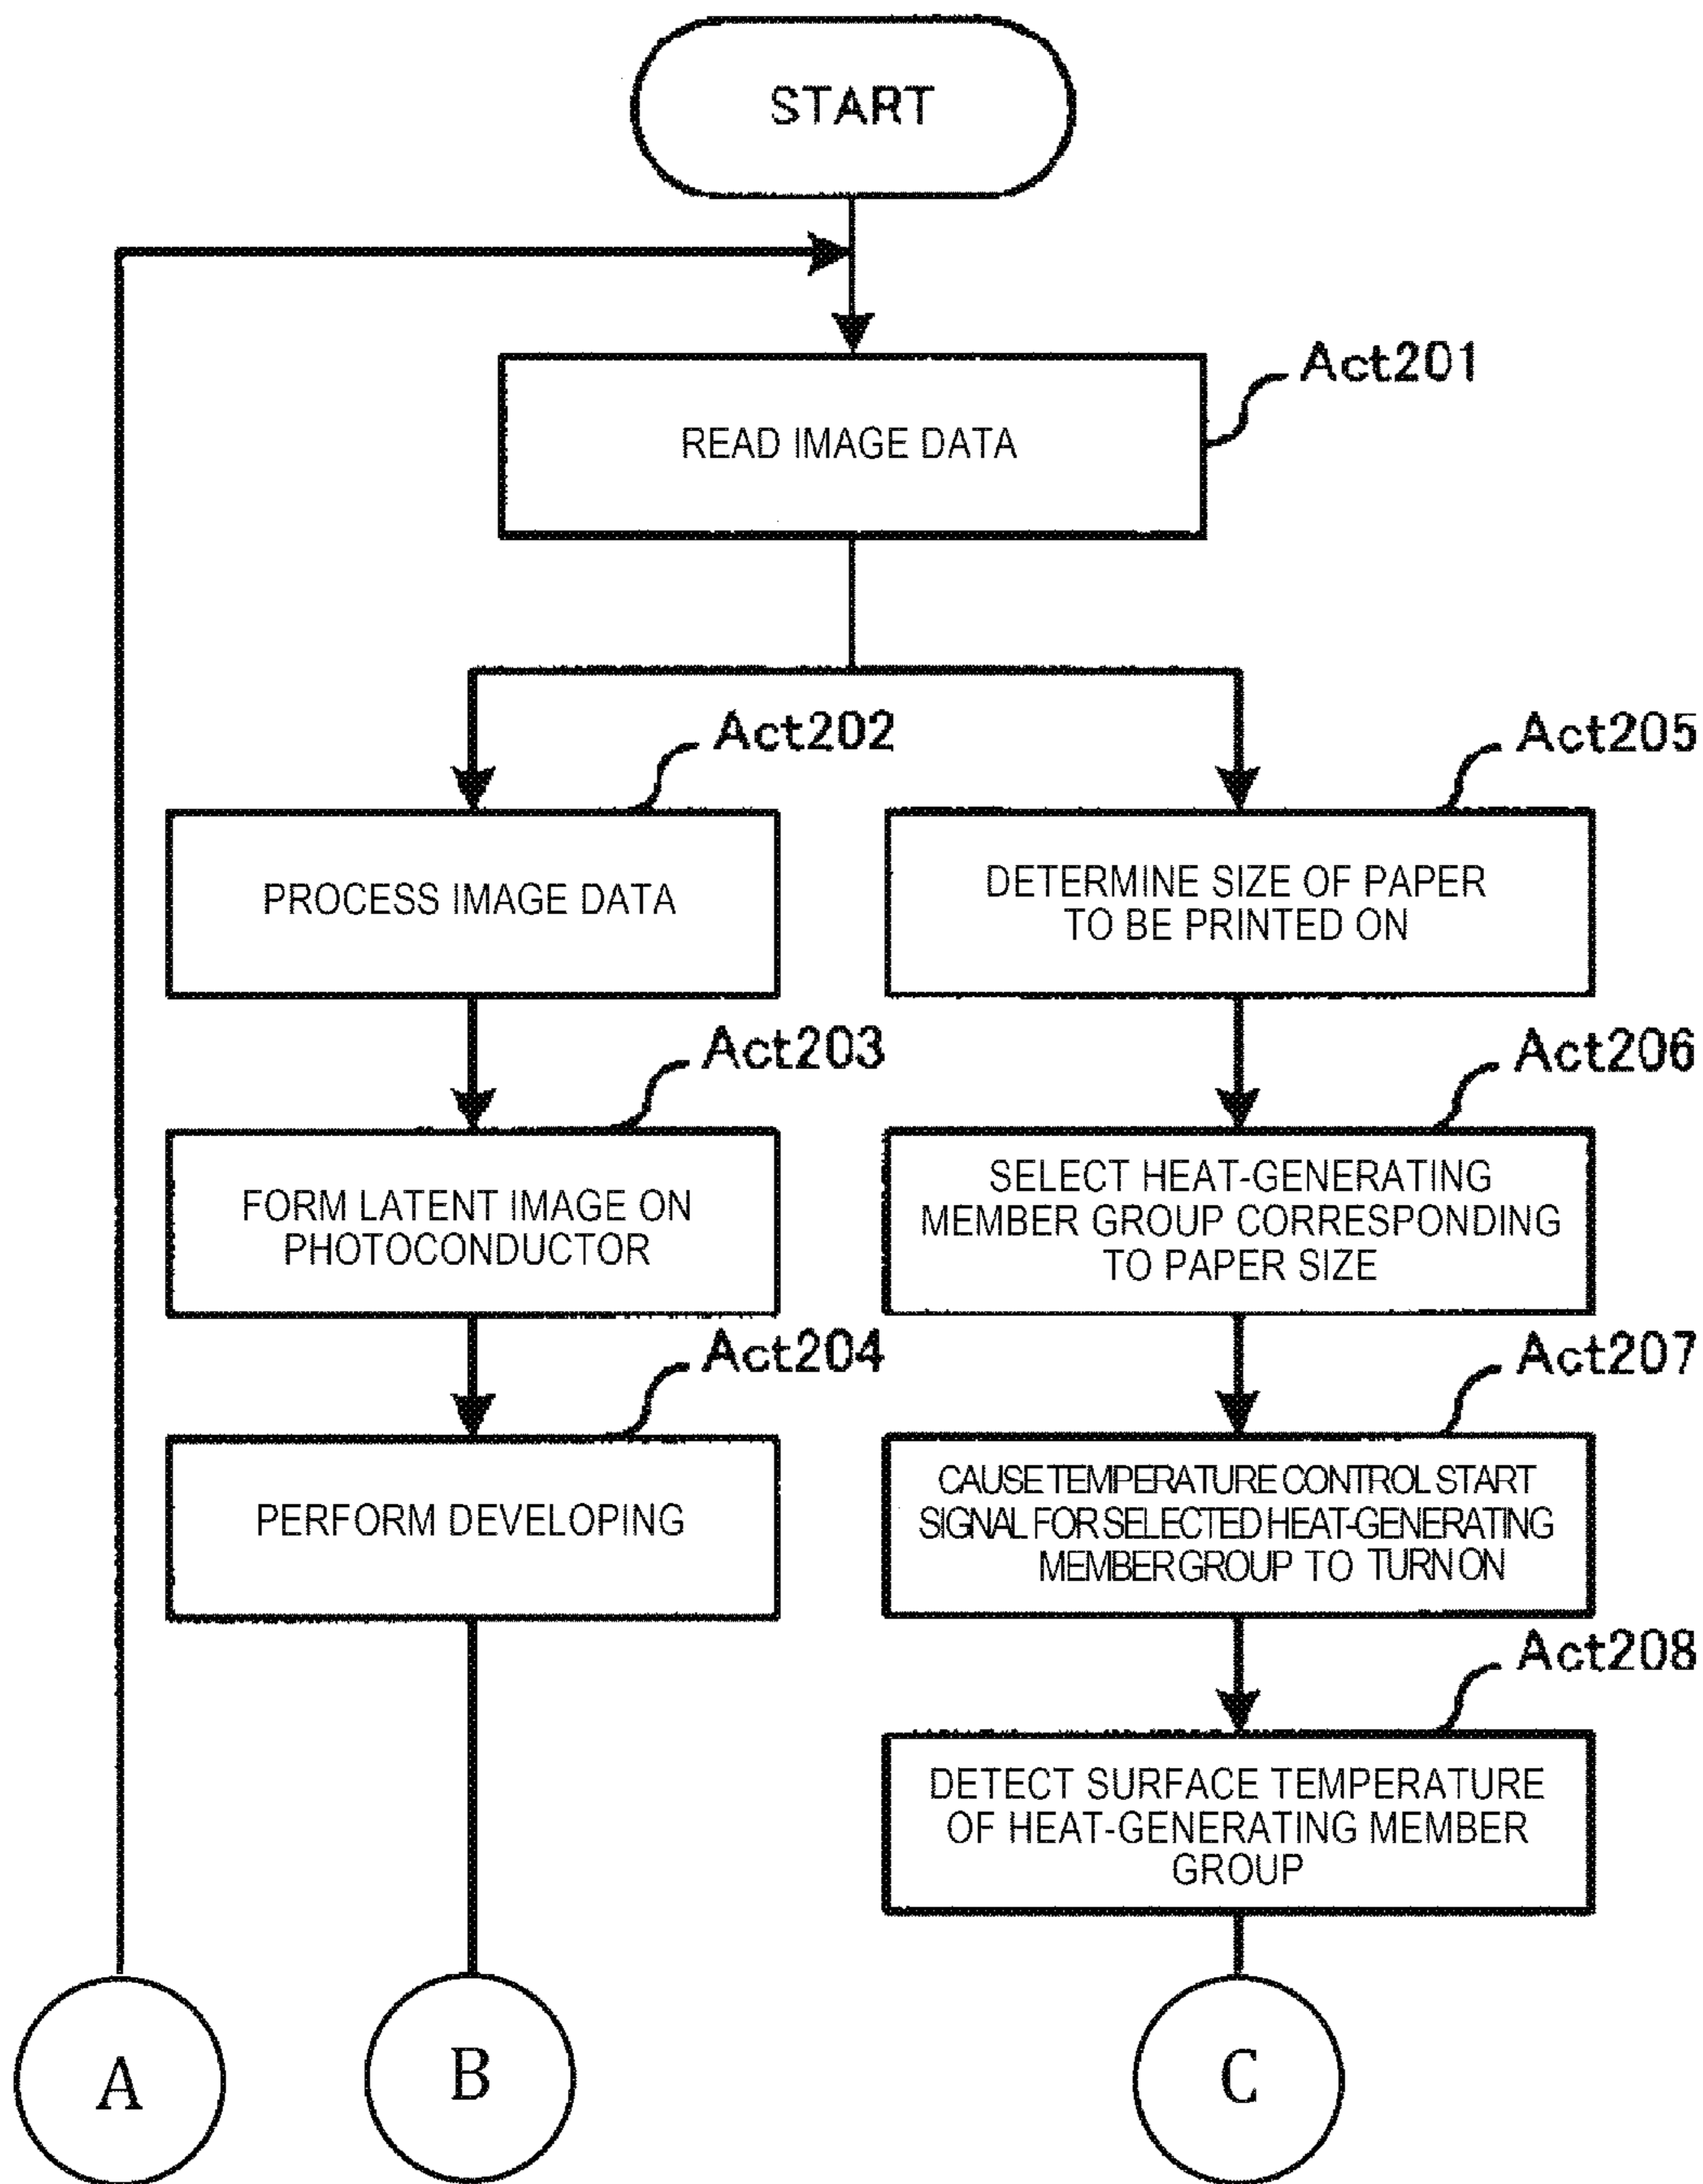 START
Act201
READ IMAGE DATA
Act202
PROCESS IMAGE DATA
Act203
FORM LATENT IMAGE ON
PHOTOCONDUCTOR
Act204
PERFORM DEVELOPING
Act205
DETERMINE SIZE OF PAPER
TO BE PRINTED ON
Act206
SELECT HEAT-GENERATING
MEMBER GROUP CORRESPONDING
TO PAPER SIZE
Act207
CAUSE TEMPERATURE CONTROL START
SIGNAL FOR SELECTED HEAT-GENERATING
MEMBER GROUP TO TURN ON
Act208
DETECT SURFACE TEMPERATURE
OF HEAT-GENERATING MEMBER
GROUP
A
B
C